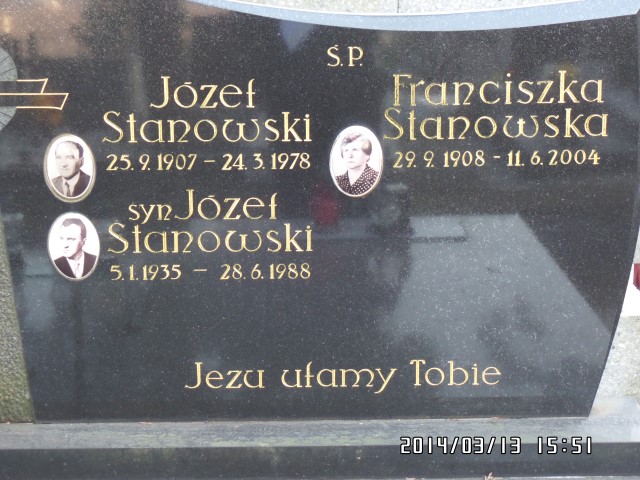 Ś.P.
Józef
Stanowski
25.9.1907 – 24.3.1978
Franciszka
Stanowska
29.9.1908 - 11.6.2004
syn Józef
Stanowski
5.1.1935 – 28.6.1988
Jezu ufamy Tobie
2014/03/13 15:51